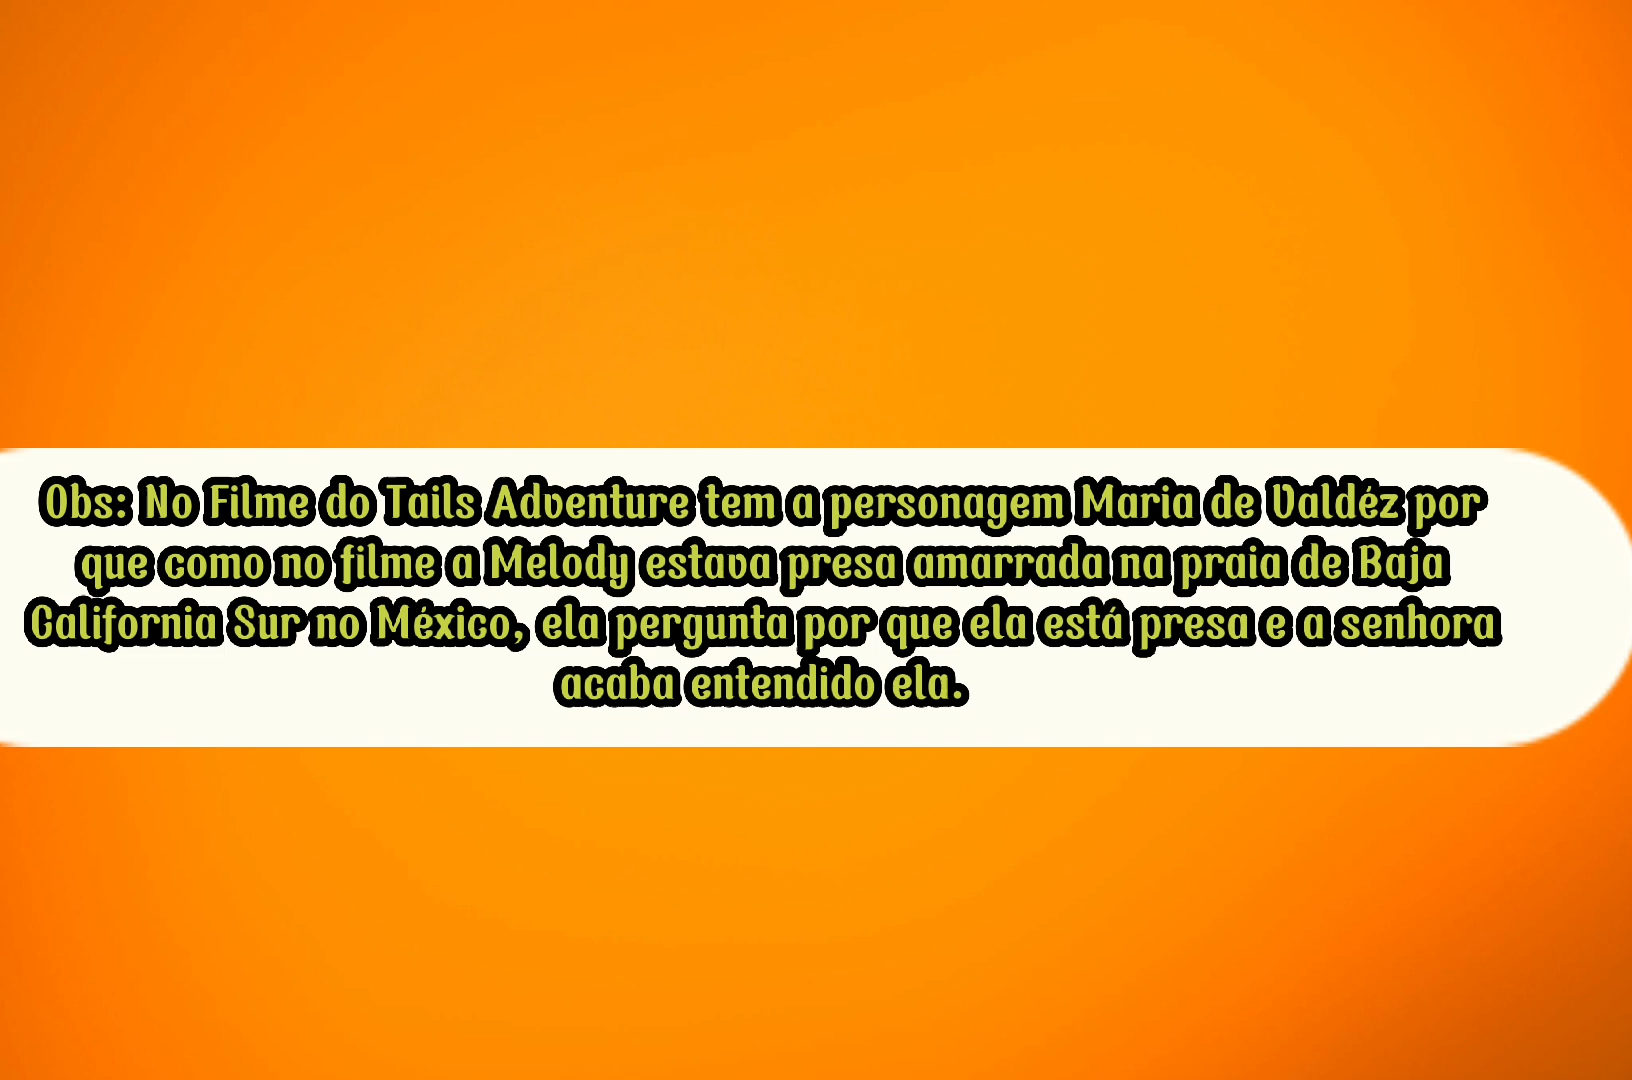 Obs: No Filme do Tails Adventure tem a personagem Maria de Valdéz por
que como no filme a Melody estava presa amarrada na praia de Baja
California Sur no México, ela pergunta por que ela está presa e a senhora
acaba entendido ela.